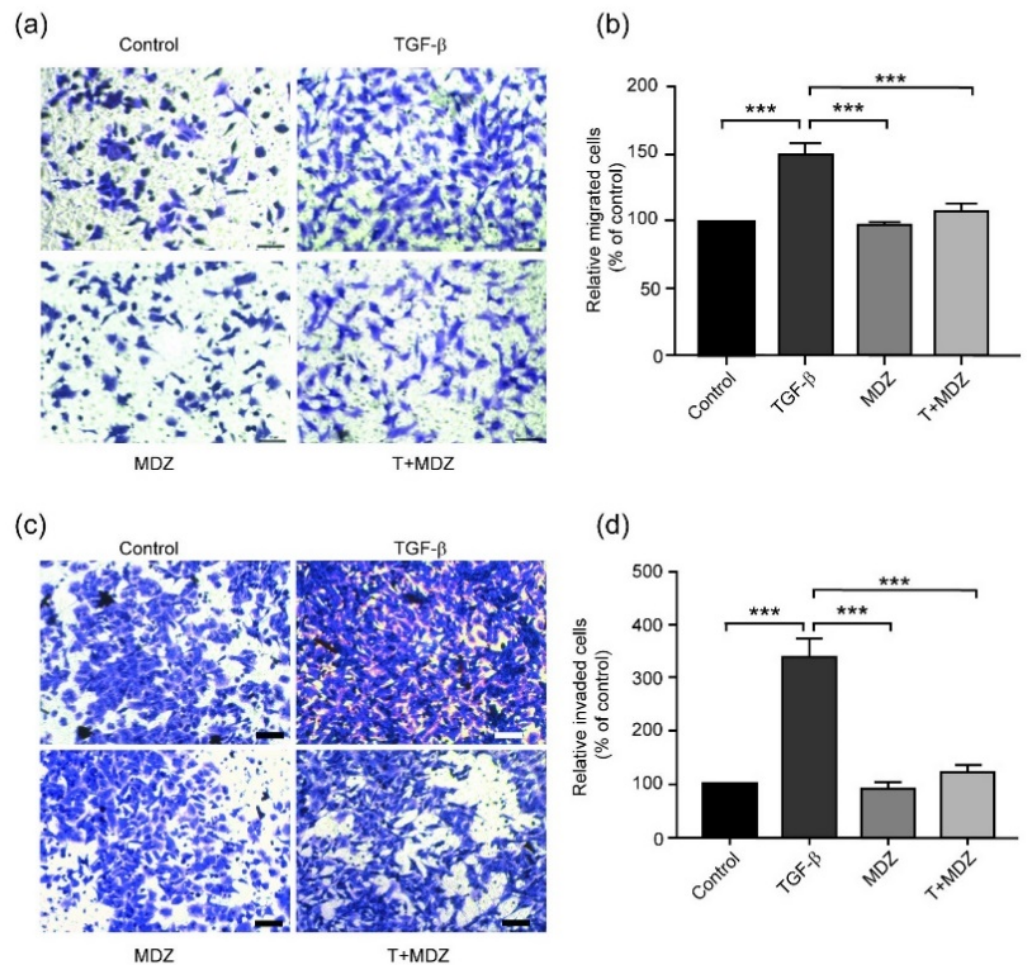 (a)
Control
TGF-β
MDZ
T+MDZ
(b)
Relative migrated cells
(% of control)
200
150
100
50
0
***
***
***
Control
TGF-β
MDZ
T+MDZ
(c)
Control
TGF-β
MDZ
T+MDZ
(d)
Relative invaded cells
(% of control)
500
400
300
200
100
0
***
***
***
Control
TGF-β
MDZ
T+MDZ